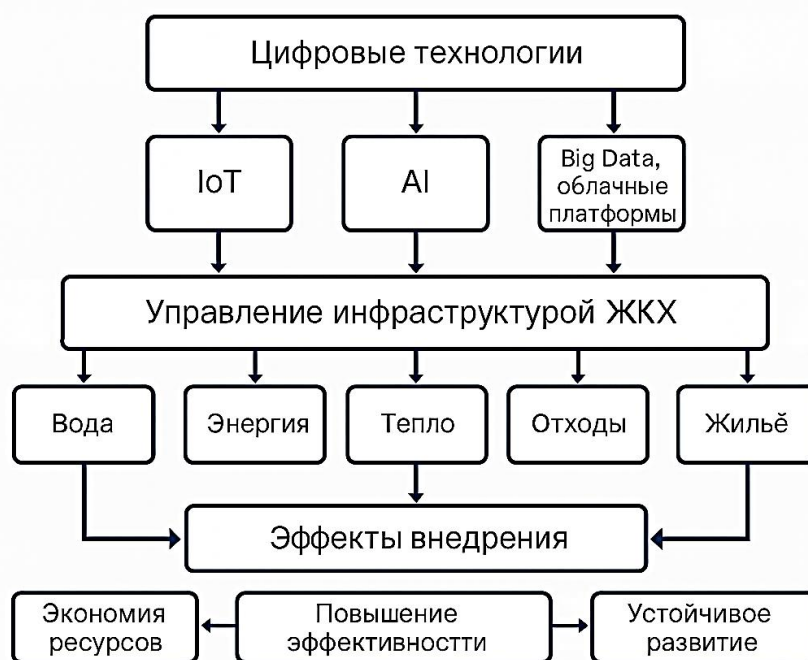 Цифровые технологии
IoT
AI
Big Data,
облачные
платформы
Управление инфраструктурой ЖКХ
Вода
Энергия
Тепло
Отходы
Жильё
Эффекты внедрения
Экономия
ресурсов
Повышение
эффективности
Устойчивое
развитие